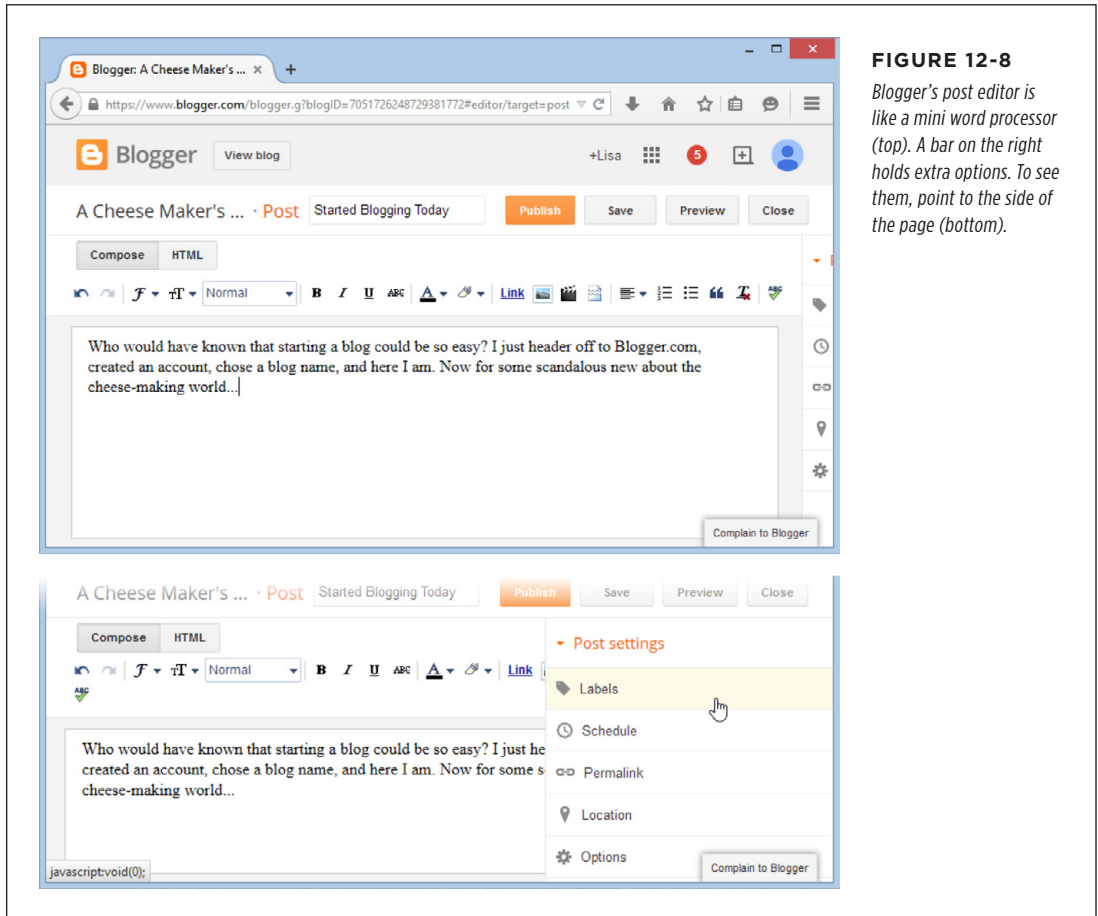 Blogger: A Cheese Maker's ...
https://www.blogger.com/blogger.g?blogID=7051726248729381772#editor/target=post
Blogger View blog +Lisa 5
A Cheese Maker's ... · Post Started Blogging Today Publish Save Preview Close
Compose HTML
F T Normal B I U ABC A Link ABC
Who would have known that starting a blog could be so easy? I just header off to Blogger.com,
created an account, chose a blog name, and here I am. Now for some scandalous new about the
cheese-making world...
Complain to Blogger
A Cheese Maker's ... · Post Started Blogging Today Publish Save Preview Close
Compose HTML
Post settings
F T Normal B I U ABC A Link
ABC
Labels
Schedule
Who would have known that starting a blog could be so easy? I just he
created an account, chose a blog name, and here I am. Now for some s
cheese-making world...
Permalink
Location
Options
javascript:void(0);
Complain to Blogger
FIGURE 12-8
Blogger's post editor is
like a mini word processor
(top). A bar on the right
holds extra options. To see
them, point to the side of
the page (bottom).